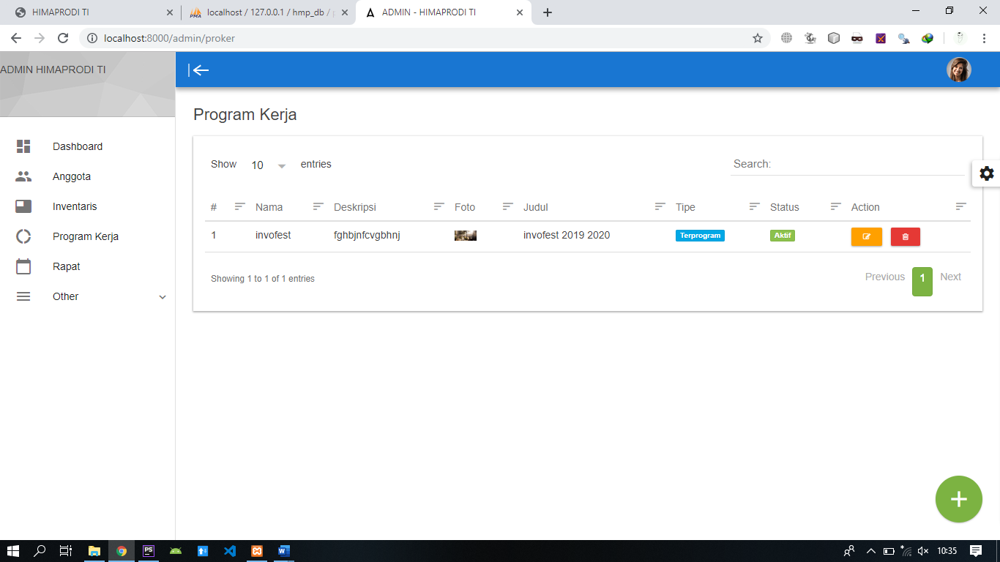 HIMAPRODI TI
PMA localhost / 127.0.0.1 / hmp_db /
ADMIN - HIMAPRODI TI
localhost:8000/admin/proker
ADMIN HIMAPRODI TI
Dashboard
Anggota
Inventaris
Program Kerja
Rapat
Other
Program Kerja
Show 10 entries
Search:
# Nama Deskripsi Foto Judul Tipe Status Action
1 invofest fghbjnfcvgbhnj invofest 2019 2020 Terprogram Aktif
Showing 1 to 1 of 1 entries
Previous 1 Next
PS
W
10:35